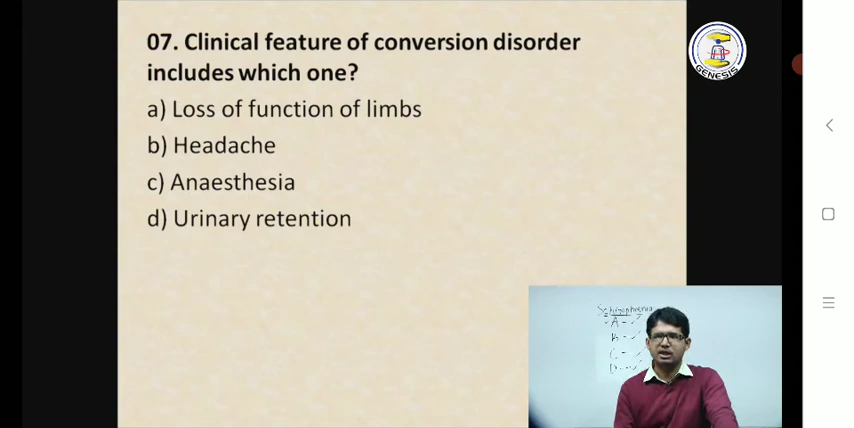 07. Clinical feature of conversion disorder
includes which one?
a) Loss of function of limbs
b) Headache
c) Anaesthesia
d) Urinary retention
GENESIS
Schizophrenia
A -
B -
C -
D -